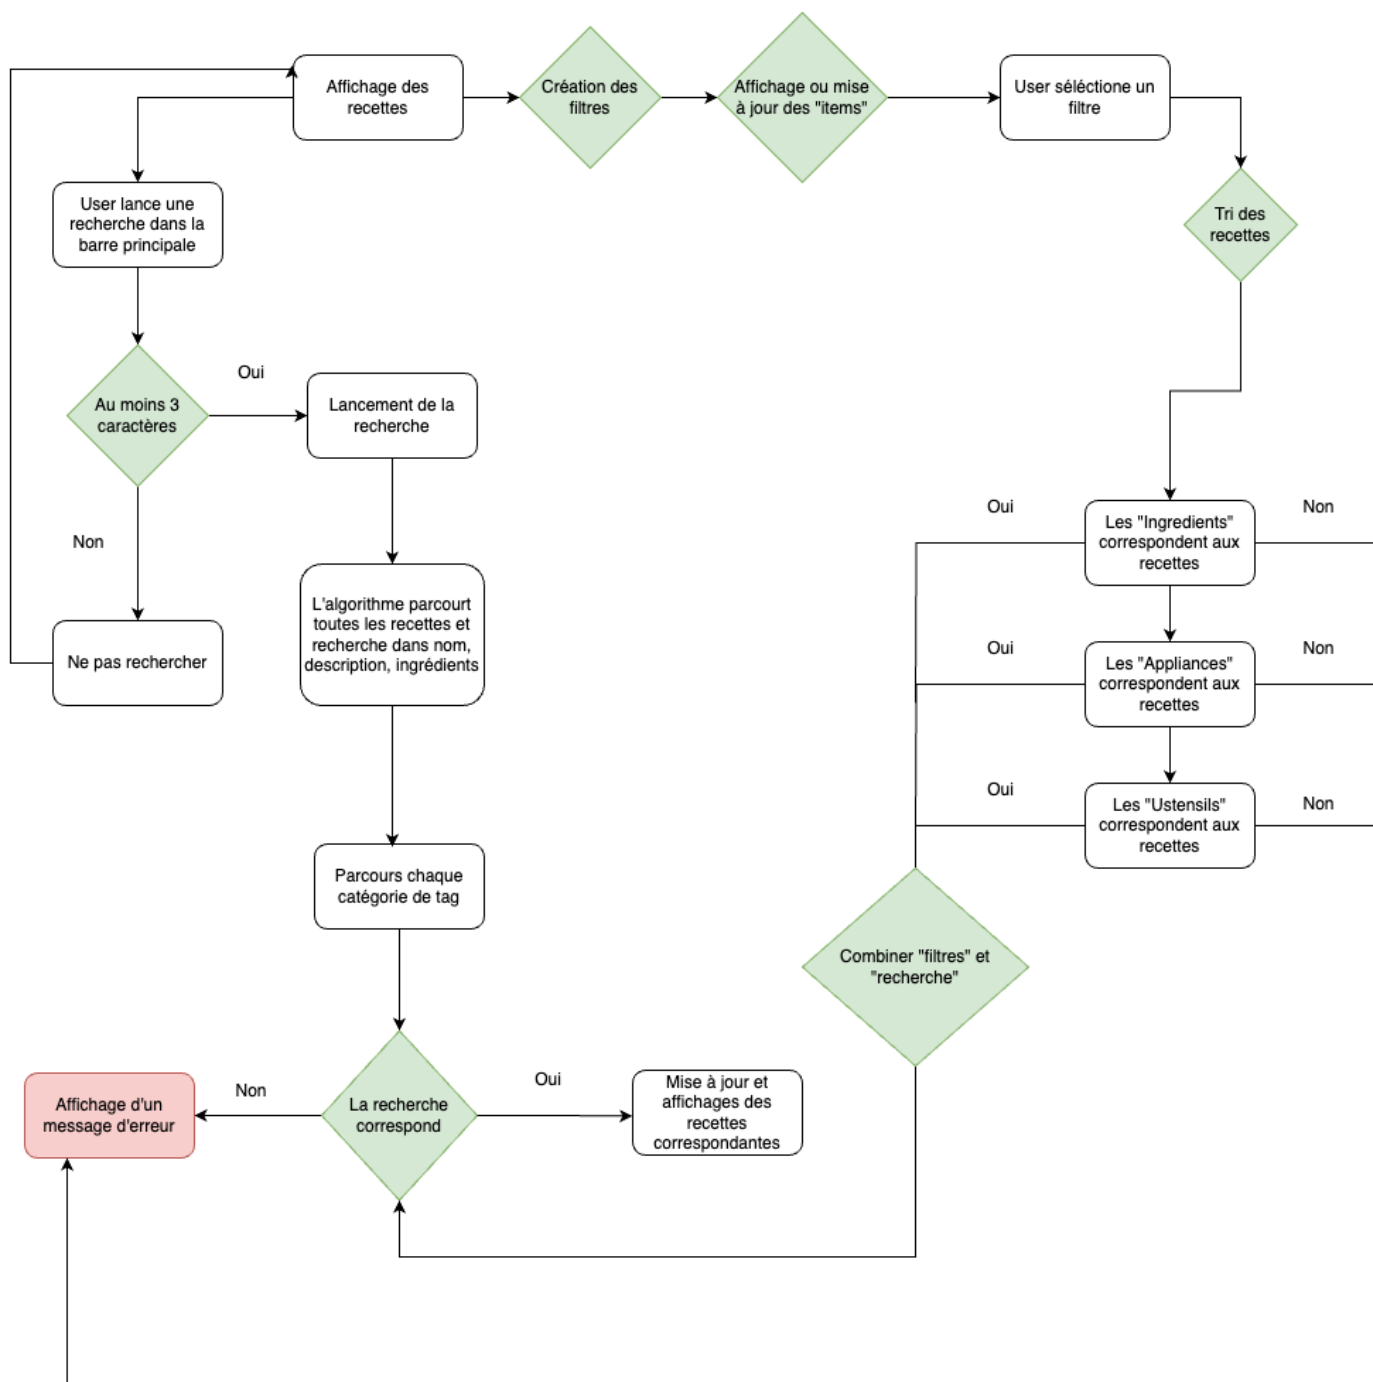 Affichage des
recettes
Création des
filtres
Affichage ou mise
à jour des "items"
User séléctione un
filtre
Tri des
recettes
User lance une
recherche dans la
barre principale
Au moins 3
caractères
Oui
Lancement de la
recherche
Non
Ne pas rechercher
L'algorithme parcourt
toutes les recettes et
recherche dans nom,
description, ingrédients
Parcours chaque
catégorie de tag
La recherche
correspond
Non
Affichage d'un
message d'erreur
Oui
Mise à jour et
affichages des
recettes
correspondantes
Oui
Les "Ingredients"
correspondent aux
recettes
Non
Oui
Les "Appliances"
correspondent aux
recettes
Non
Oui
Les "Ustensils"
correspondent aux
recettes
Non
Combiner "filtres" et
"recherche"